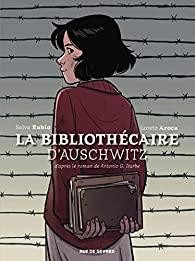 Salva Rubio Loreto Aroca
LA BIBLIOTHÉCAIRE
D'AUSCHWITZ
d'après le roman de Antonio G. Iturbe
RUE DE SÈVRES